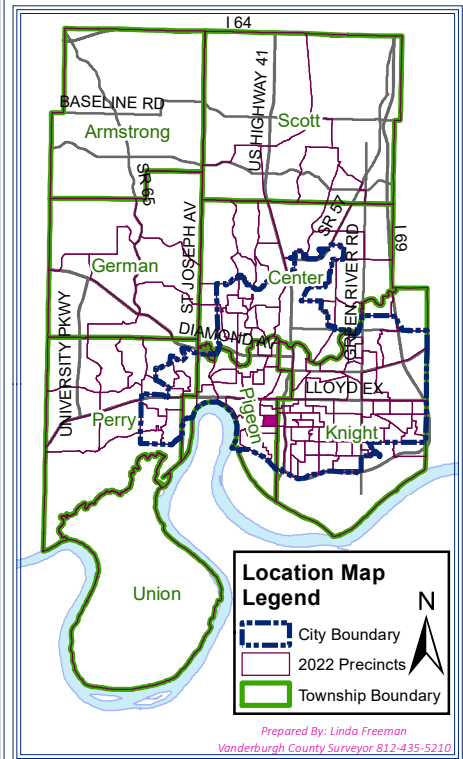 I 64
US HIGHWAY 41
BASELINE RD
Scott
Armstrong
SR 65
SR 57
ST JOSEPH AV
GREEN RIVER RD
I 69
German
Center
UNIVERSITY PKWY
DIAMOND AV
LLOYD EX
Perry
Pigeon
Knight
Union
Location Map
Legend
N
City Boundary
2022 Precincts
Township Boundary
Prepared By: Linda Freeman
Vanderburgh County Surveyor 812-435-5210